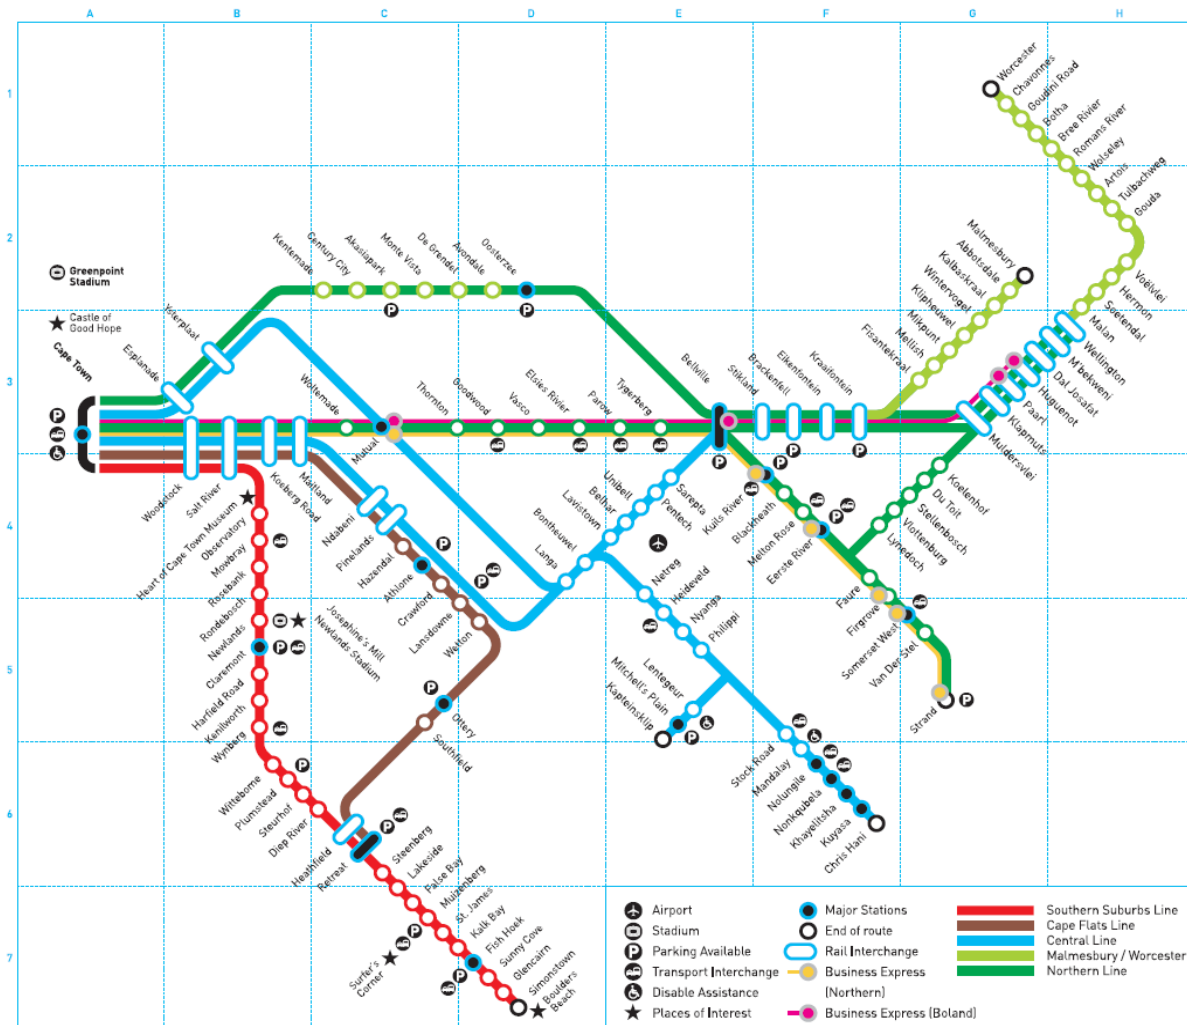 A B C D E F G H
1
2
3
4
5
6
7
Greenpoint
Stadium
Castle of
Good Hope
Cape Town
Esplanade
Ysterplaat
Kentemade
Century City
Akasiapark
Monte Vista
De Grendel
Avondale
Oosterzee
Woltemade
Mutual
Thornton
Goodwood
Vasco
Elsies Rivier
Parow
Tygerberg
Bellville
Stikland
Brackenfell
Eikenfontein
Kraaifontein
Fisantekraal
Mellish
Mikpunt
Klipheuwel
Wintervogel
Kalbaskraal
Abbotsdale
Malmesbury
Worcester
Chavonnes
Goudini Road
Botha
Bree Rivier
Romans River
Wolseley
Artois
Tulbachweg
Gouda
Voëlvlei
Hermon
Soetendal
Malan
Wellington
M'bekweni
Dal Josafat
Huguenot
Paarl
Klapmuts
Muldersvlei
Koelenhof
Du Toit
Stellenbosch
Vlottenburg
Lynedoch
Woodstock
Salt River
Koeberg Road
Maitland
Ndabeni
Pinelands
Hazendal
Athlone
Crawford
Lansdowne
Wetton
Ottery
Southfield
Heart of Cape Town Museum
Observatory
Mowbray
Rosebank
Rondebosch
Newlands
Josephine's Mill
Newlands Stadium
Claremont
Harfield Road
Kenilworth
Wynberg
Wittebome
Plumstead
Steurhof
Diep River
Heathfield
Retreat
Steenberg
Lakeside
False Bay
Muizenberg
St. James
Kalk Bay
Fish Hoek
Sunny Cove
Glencairn
Simonstown
Boulders
Beach
Surfer's
Corner
Langa
Bontheuwel
Lavistown
Belhar
Unibell
Pentech
Sarepta
Netreg
Heideveld
Nyanga
Philippi
Lentegeur
Mitchell's Plain
Kapteinsklip
Stock Road
Mandalay
Nolungile
Nonkqubela
Khayelitsha
Kuyasa
Chris Hani
Kuils River
Blackheath
Melton Rose
Eerste River
Faure
Firgrove
Somerset West
Van Der Stel
Strand
Airport
Stadium
Parking Available
Transport Interchange
Disable Assistance
Places of Interest
Major Stations
End of route
Rail Interchange
Business Express
(Northern)
Business Express (Boland)
Southern Suburbs Line
Cape Flats Line
Central Line
Malmesbury / Worcester
Northern Line